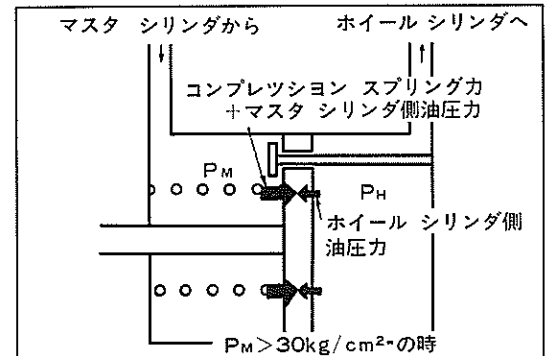 マスタ シリンダから
ホイール シリンダへ
コンプレツシヨン スプリング力
+マスタ シリンダ側油圧力
PM
PH
ホイール シリンダ側
油圧力
PM>30kg/cm²の時